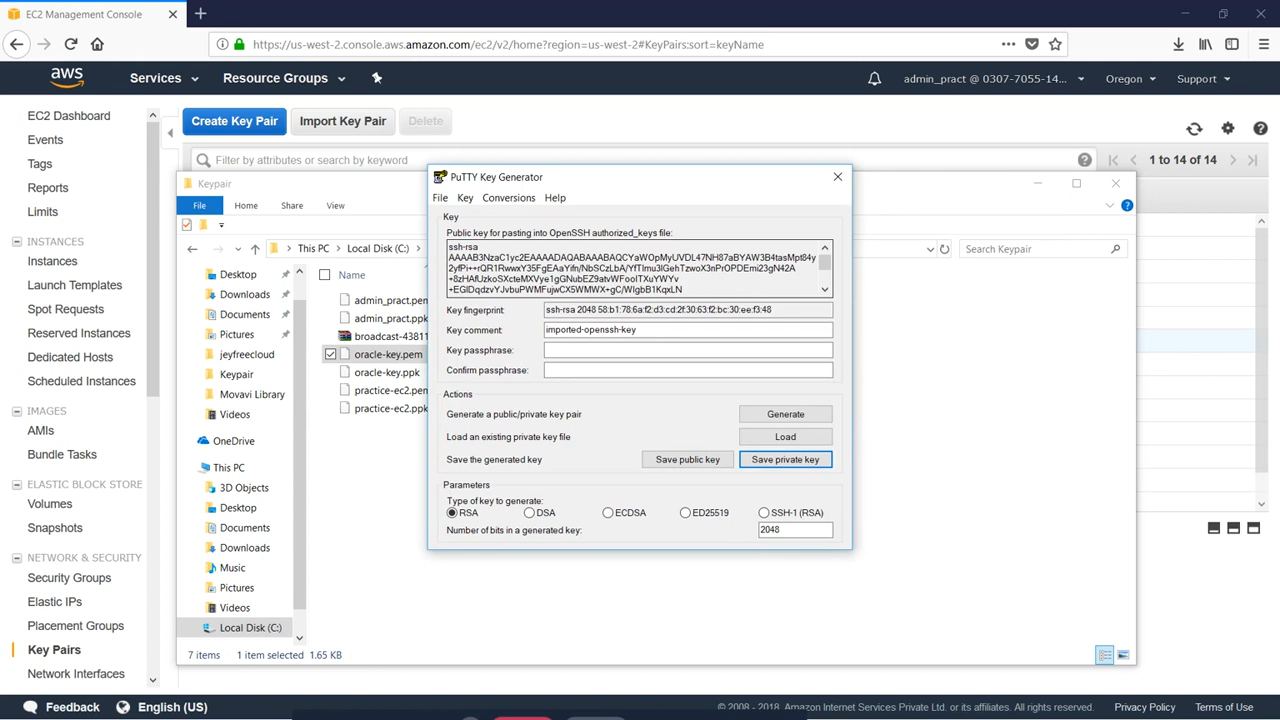 EC2 Management Console
https://us-west-2.console.aws.amazon.com/ec2/v2/home?region=us-west-2#KeyPairs:sort=keyName
aws
Services
Resource Groups
admin_pract @ 0307-7055-14...
Oregon
Support
EC2 Dashboard
Events
Tags
Reports
Limits
INSTANCES
Instances
Launch Templates
Spot Requests
Reserved Instances
Dedicated Hosts
Scheduled Instances
IMAGES
AMIs
Bundle Tasks
ELASTIC BLOCK STORE
Volumes
Snapshots
NETWORK & SECURITY
Security Groups
Elastic IPs
Placement Groups
Key Pairs
Network Interfaces
Create Key Pair
Import Key Pair
Delete
Filter by attributes or search by keyword
1 to 14 of 14
Keypair
File
Home
Share
View
This PC
Local Disk (C:)
Search Keypair
Desktop
Downloads
Documents
Pictures
jeyfreecloud
Keypair
Movavi Library
Videos
OneDrive
This PC
3D Objects
Desktop
Documents
Downloads
Music
Pictures
Videos
Local Disk (C:)
Name
admin_pract.pem
admin_pract.ppk
broadcast-43811
oracle-key.pem
oracle-key.ppk
practice-ec2.pem
practice-ec2.ppk
7 items
1 item selected 1.65 KB
PuTTY Key Generator
File
Key
Conversions
Help
Key
Public key for pasting into OpenSSH authorized_keys file:
ssh-rsa
Key fingerprint:
ssh-rsa 2048 58:b1:78:6a:f2:d3:cd:2f:30:63:f2:bc:30:ee:f3:48
Key comment:
imported-openssh-key
Key passphrase:
Confirm passphrase:
Actions
Generate a public/private key pair
Generate
Load an existing private key file
Load
Save the generated key
Save public key
Save private key
Parameters
Type of key to generate:
RSA
DSA
ECDSA
ED25519
SSH-1 (RSA)
Number of bits in a generated key:
2048
Feedback
English (US)
© 2008 - 2018, Amazon Internet Services Private Ltd. or its affiliates. All rights reserved.
Privacy Policy
Terms of Use